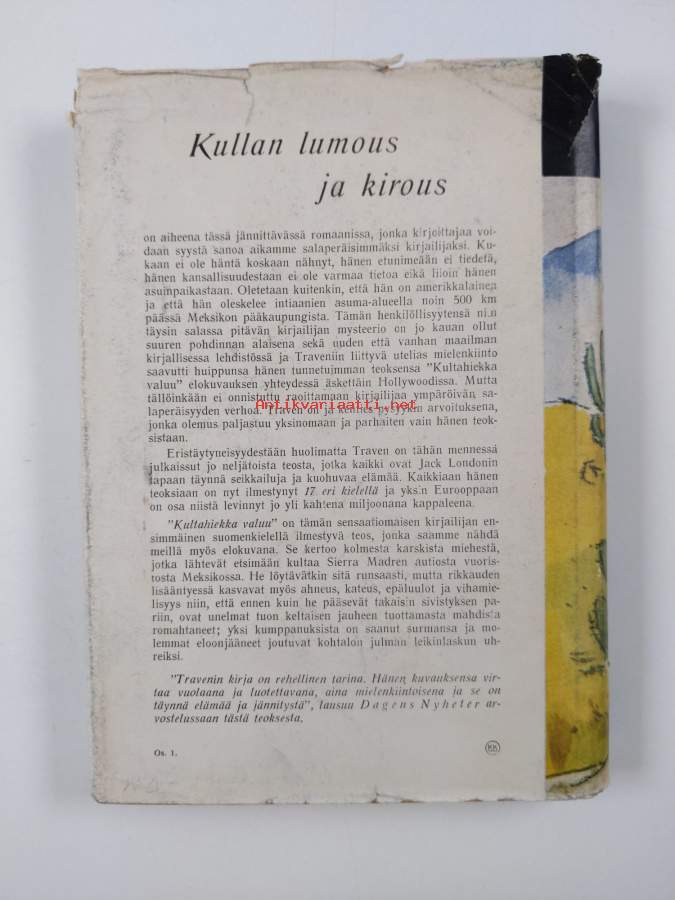 Kullan lumous
ja kirous
on aiheena tässä jännittävässä romaanissa, jonka kirjoittajaa voi-
daan syystä sanoa aikamme salaperäisimmäksi kirjailijaksi. Ku-
kaan ei ole häntä koskaan nähnyt, hänen etunimeään ei tiedetä,
hänen kansallisuudestaan ei ole varmaa tietoa eikä liioin hänen
asuinpaikastaan. Oletetaan kuitenkin, että hän on amerikkalainen
ja että hän oleskelee intiaanien asuma-alueella noin 500 km
päässä Meksikon pääkaupungista. Tämän henkilöllisyytensä niin
täysin salassa pitävän kirjailijan mysteerio on jo kauan ollut
suuren pohdinnan alaisena sekä uuden että vanhan maailman
kirjallisessa lehdistössä ja Traveniin liittyvä utelias mielenkiinto
saavutti huippunsa hänen tunnetuimman teoksensa "Kultahiekka
valuu" elokuvauksen yhteydessä äskettäin Hollywoodissa. Mutta
tällöinkään ei onnistuttu raoittamaan kirjailijaa ympäröivän sa-
laperäisyyden verhoa. Traven on ja kenties pysyykin arvoituksena,
Antikvariaatti.net
jonka olemus paljastuu yksinomaan ja parhaiten vain hänen teok-
sistaan.
Eristäytyneisyydestään huolimatta Traven on tähän mennessä
julkaissut jo neljätoista teosta, jotka kaikki ovat Jack Londonin
tapaan täynnä seikkailuja ja kuohuvaa elämää. Kaikkiaan hänen
teoksiaan on nyt ilmestynyt 17 eri kielellä ja yksin Eurooppaan
on osa niistä levinnyt jo yli kahtena miljoonana kappaleena.
"Kultahiekka valuu" on tämän sensaatiomaisen kirjailijan en-
simmäinen suomenkielellä ilmestyvä teos, jonka saamme nähdä
meillä myös elokuvana. Se kertoo kolmesta karskista miehestä,
jotka lähtevät etsimään kultaa Sierra Madren autiosta vuoris-
tosta Meksikossa. He löytävätkin sitä runsaasti, mutta rikkauden
lisääntyessä kasvavat myös ahneus, kateus, epäluulot ja vihamie-
lisyys niin, että ennen kuin he pääsevät takaisin sivistyksen pa-
riin, ovat unelmat tuon keltaisen jauheen tuottamasta mahdista
romahtaneet; yksi kumppanuksista on saanut surmansa ja mo-
lemmat eloonjääneet joutuvat kohtalon julman leikinlaskun uh-
reiksi.
"Travenin kirja on rehellinen tarina. Hänen kuvauksensa vir-
taa vuolaana ja luotettavana, aina mielenkiintoisena ja se on
täynnä elämää ja jännitystä", lausuu Dagens Nyheter ar-
vostelussaan tästä teoksesta.
Os. 1.
KK